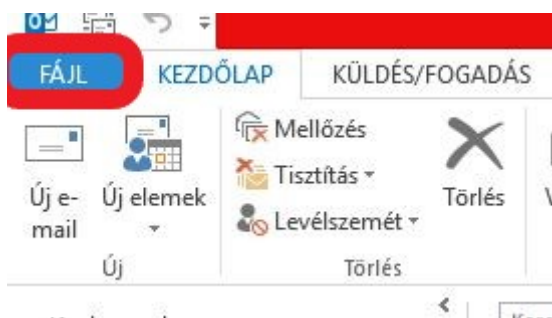 FÁJL KEZDŐLAP KÜLDÉS/FOGADÁS
Mellőzés
Tisztítás
Új e-mail Új elemek Levélszemét Törlés
Új Törlés